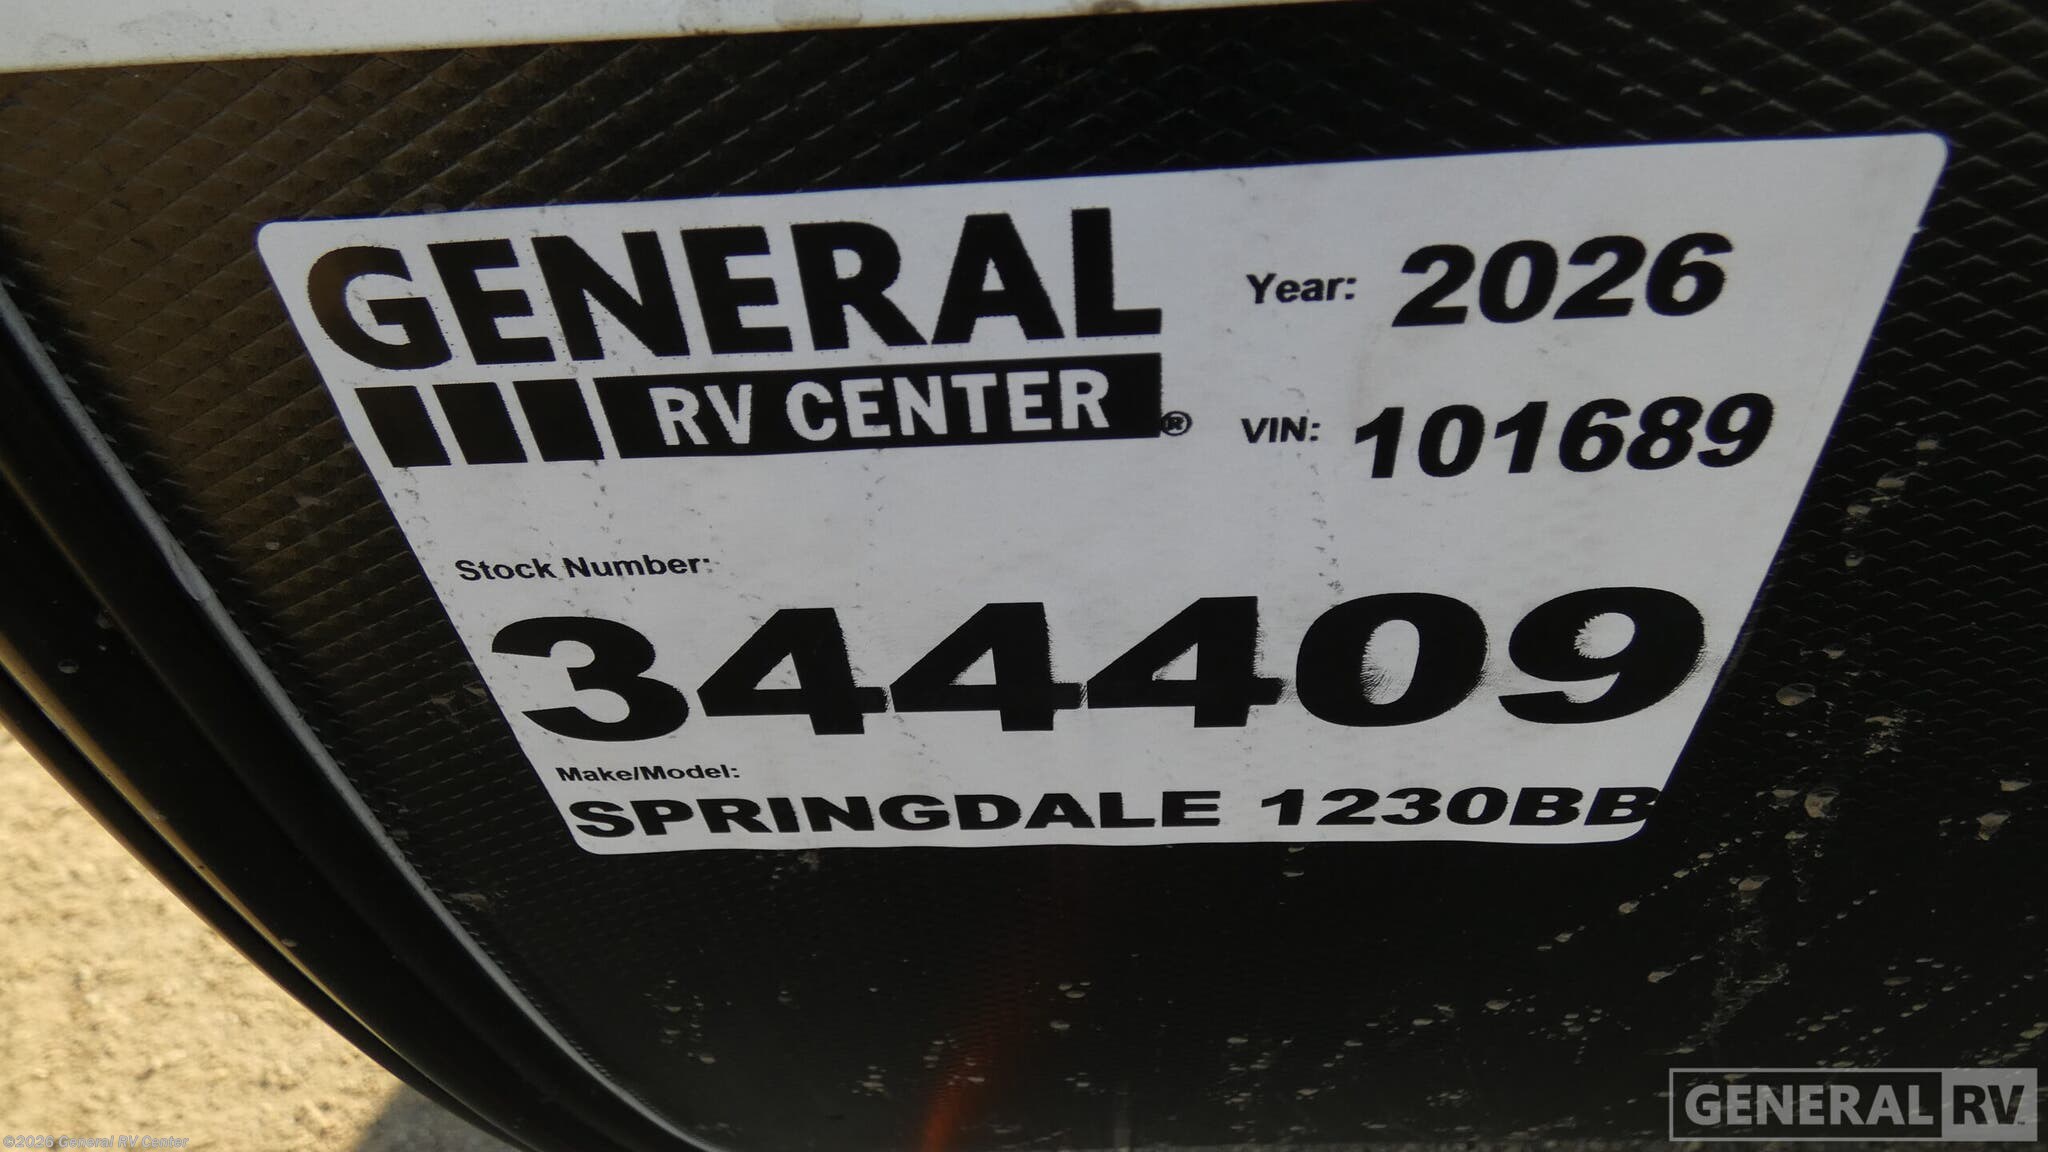 GENERAL
RV CENTER®
Year: 2026
VIN: 101689
Stock Number:
344409
Make/Model:
SPRINGDALE 1230BB
GENERAL RV
©2026 General RV Center